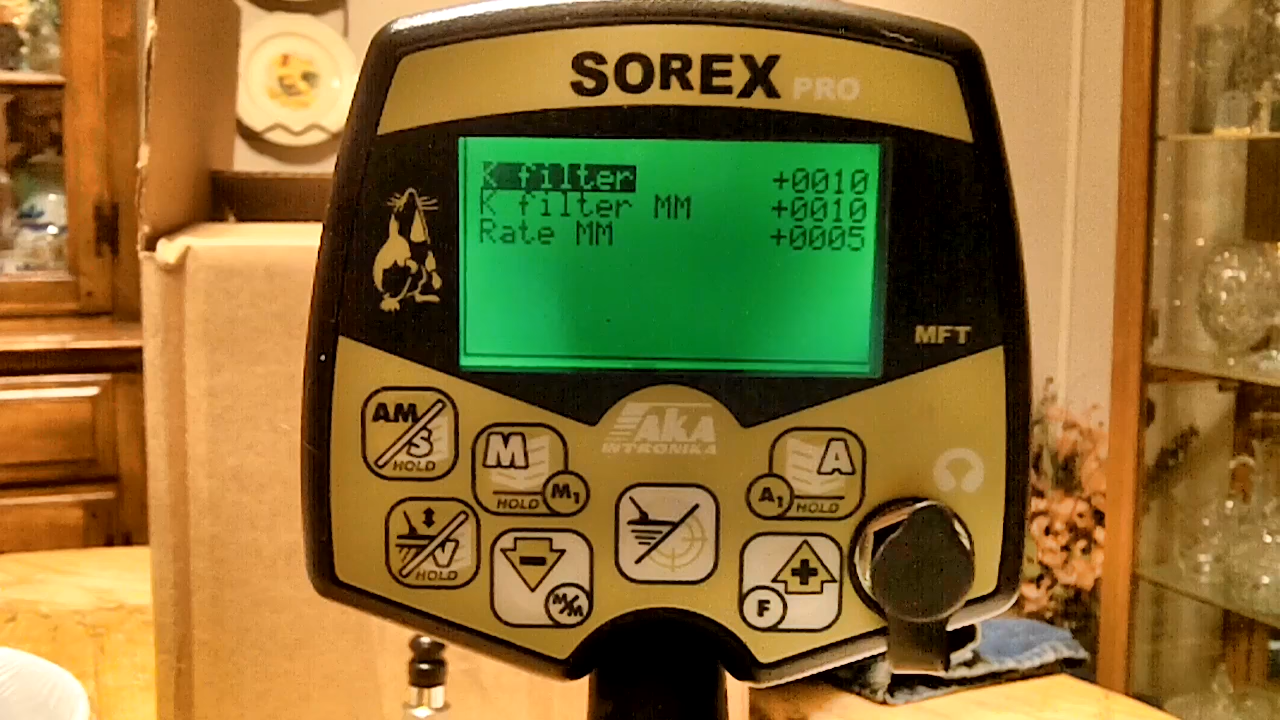 SOREX PRO
K filter +0010
K filter MM +0010
Rate MM +0005
MFT
AKA
INTRONIKA
AM/S
HOLD
M
HOLD M1
A
A1 HOLD
V
HOLD
-
M/M
+
F